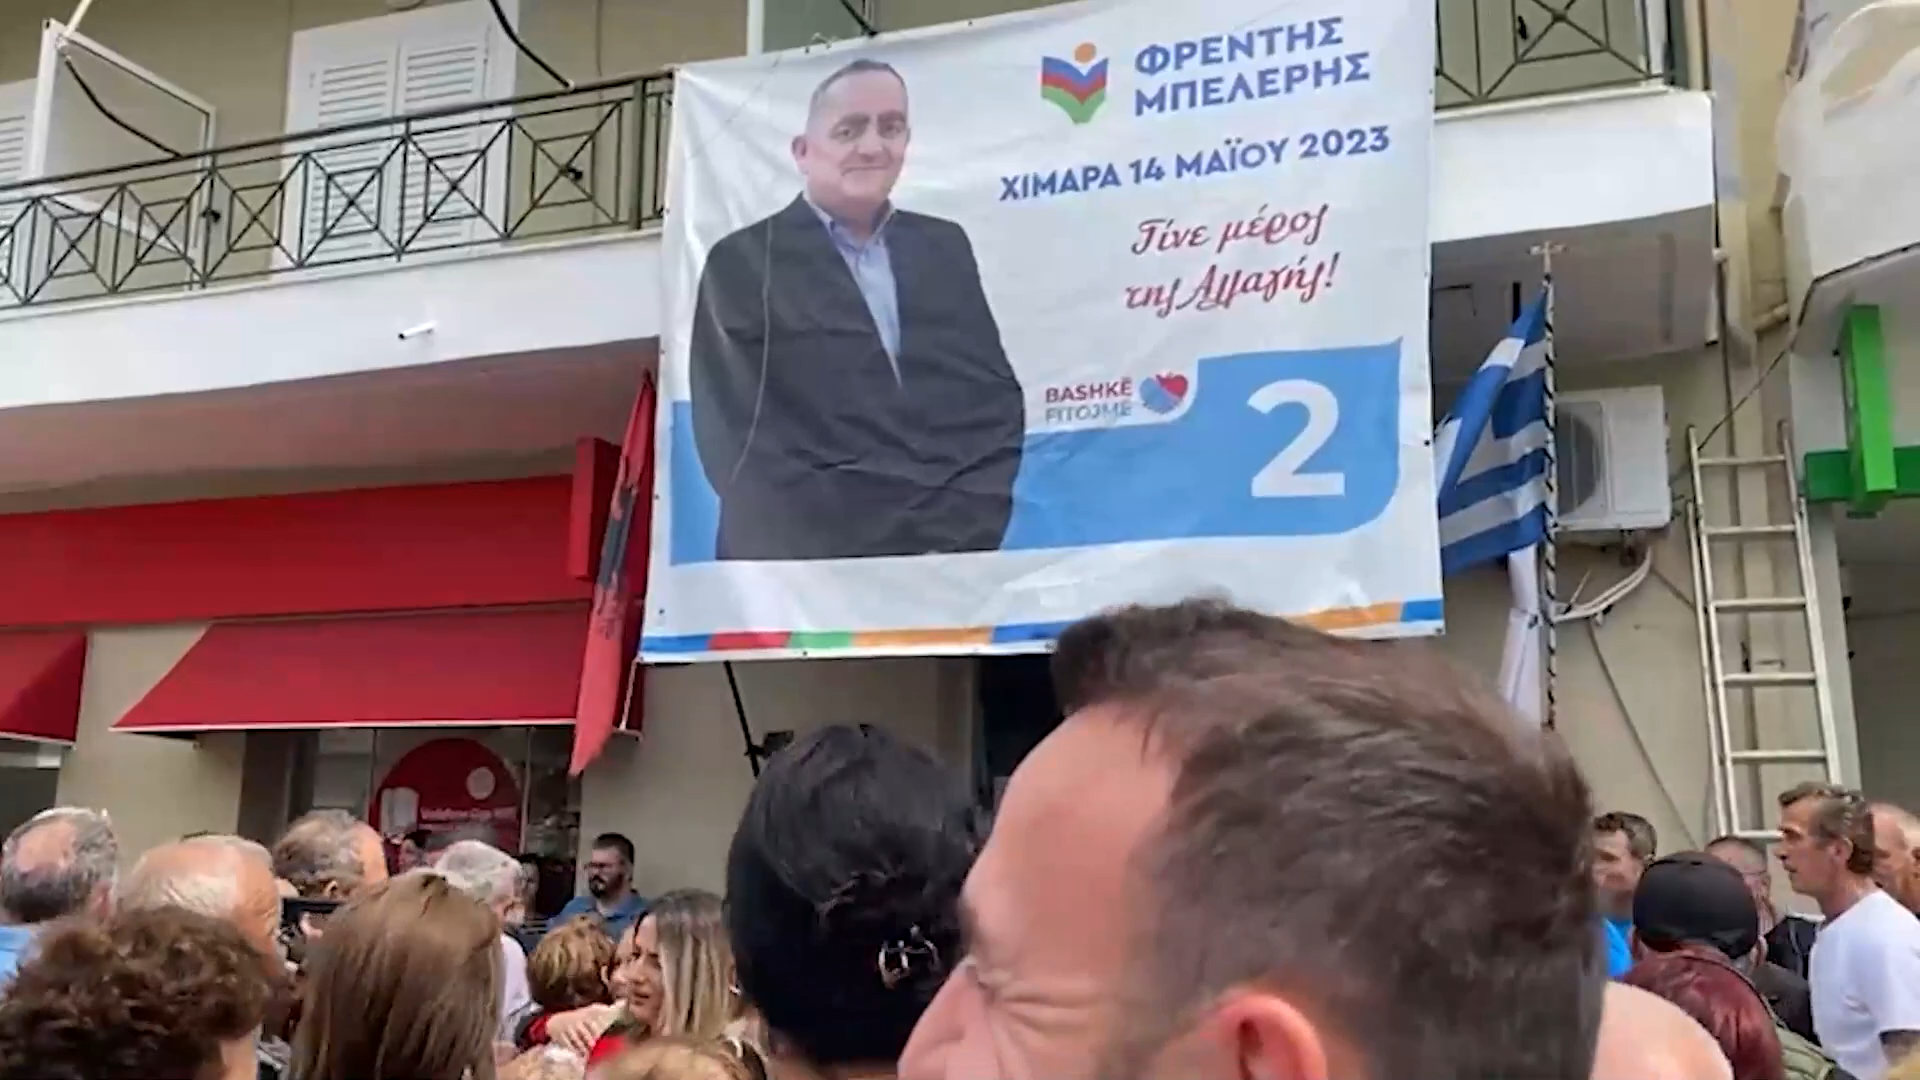 ΦΡΕΝΤΗΣ
ΜΠΕΛΕΡΗΣ
ΧΙΜΑΡΑ 14 ΜΑΪΟΥ 2023
Γίνε μέρος
της Αλλαγής!
BASHKË
FITOJMË
2